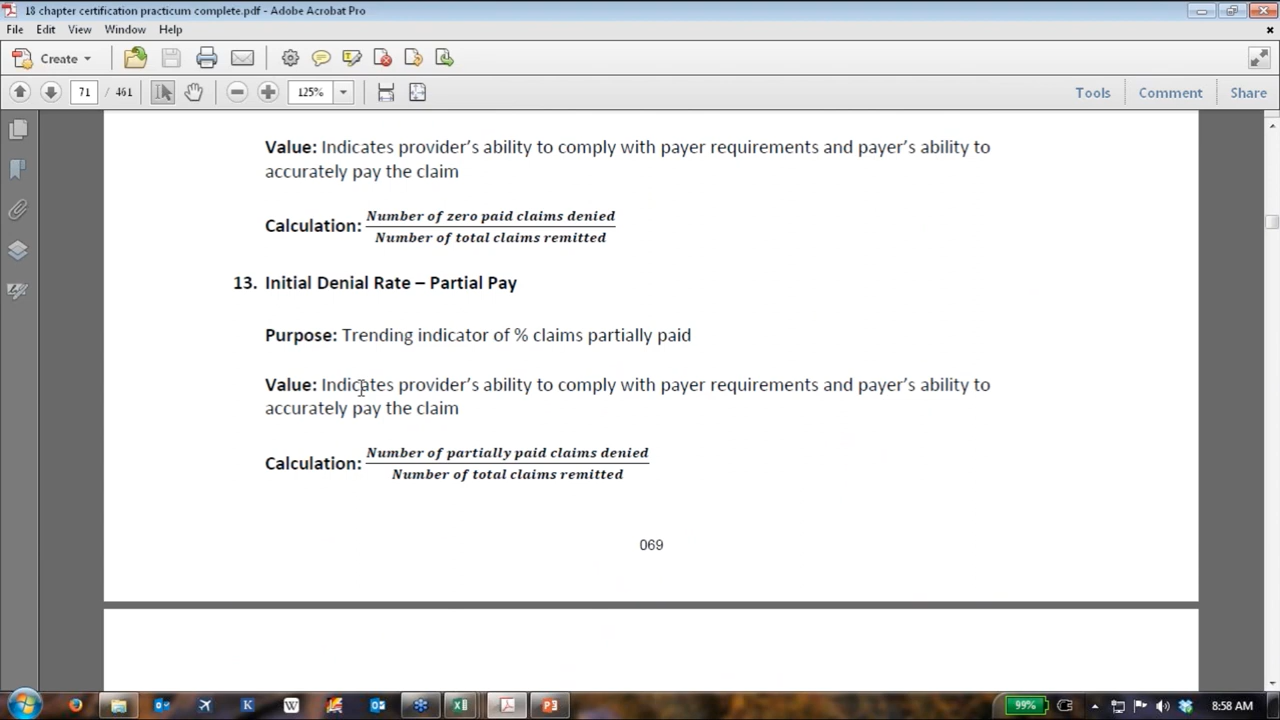 18 chapter certification practicum complete.pdf - Adobe Acrobat Pro
File Edit View Window Help
Create
71 / 461 125% Tools Comment Share
Value: Indicates provider’s ability to comply with payer requirements and payer’s ability to
accurately pay the claim
Calculation: Number of zero paid claims denied
Number of total claims remitted
13. Initial Denial Rate – Partial Pay
Purpose: Trending indicator of % claims partially paid
Value: Indicates provider’s ability to comply with payer requirements and payer’s ability to
accurately pay the claim
Calculation: Number of partially paid claims denied
Number of total claims remitted
069
99% 8:58 AM